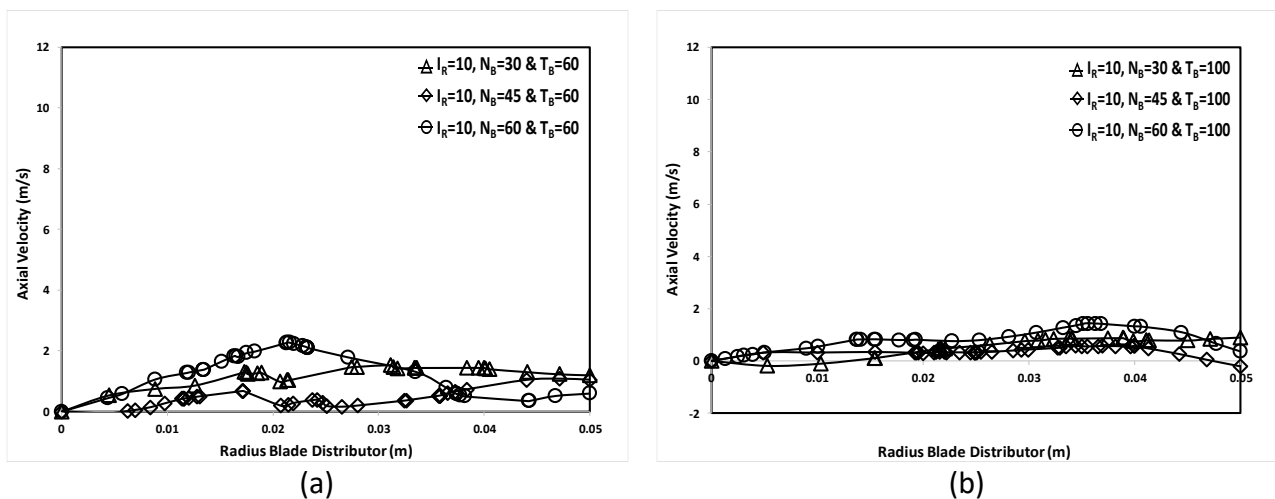 12
10
8
6
4
2
0
Axial Velocity (m/s)
I_R=10, N_B=30 & T_B=60
I_R=10, N_B=45 & T_B=60
I_R=10, N_B=60 & T_B=60
0 0.01 0.02 0.03 0.04 0.05
Radius Blade Distributor (m)
(a)
12
10
8
6
4
2
0
-2
Axial Velocity (m/s)
I_R=10, N_B=30 & T_B=100
I_R=10, N_B=45 & T_B=100
I_R=10, N_B=60 & T_B=100
0 0.01 0.02 0.03 0.04 0.05
Radius Blade Distributor (m)
(b)